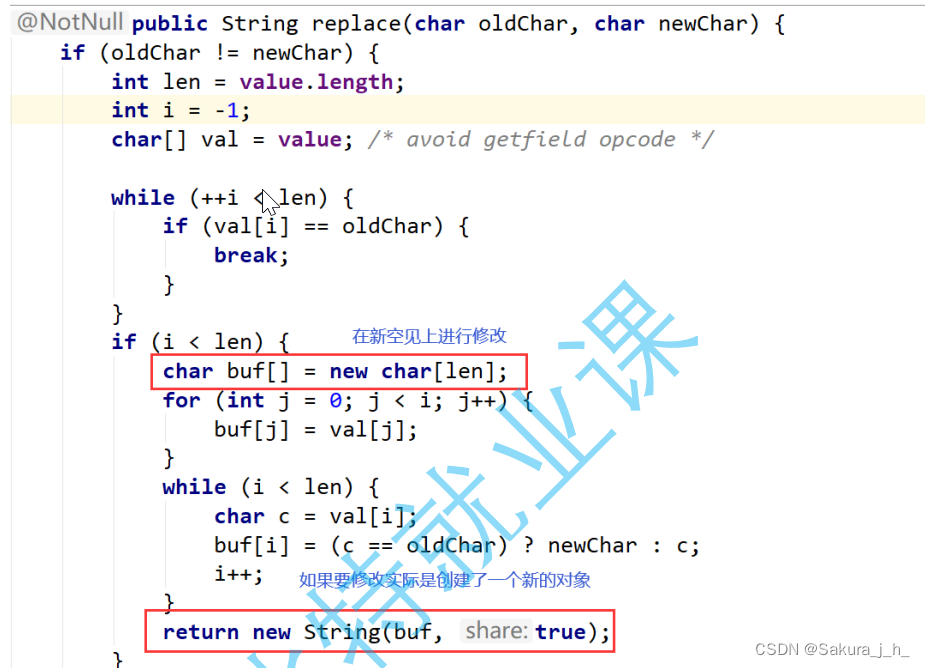 @NotNull public String replace(char oldChar, char newChar) {
if (oldChar != newChar) {
int len = value.length;
int i = -1;
char[] val = value; /* avoid getfield opcode */
while (++i < len) {
if (val[i] == oldChar) {
break;
}
}
if (i < len) {
在新空见上进行修改
char buf[] = new char[len];
for (int j = 0; j < i; j++) {
buf[j] = val[j];
}
while (i < len) {
char c = val[i];
buf[i] = (c == oldChar) ? newChar : c;
i++;
如果要修改实际是创建了一个新的对象
}
return new String(buf, share: true);
}
特就业课
CSDN @Sakura_j_h_